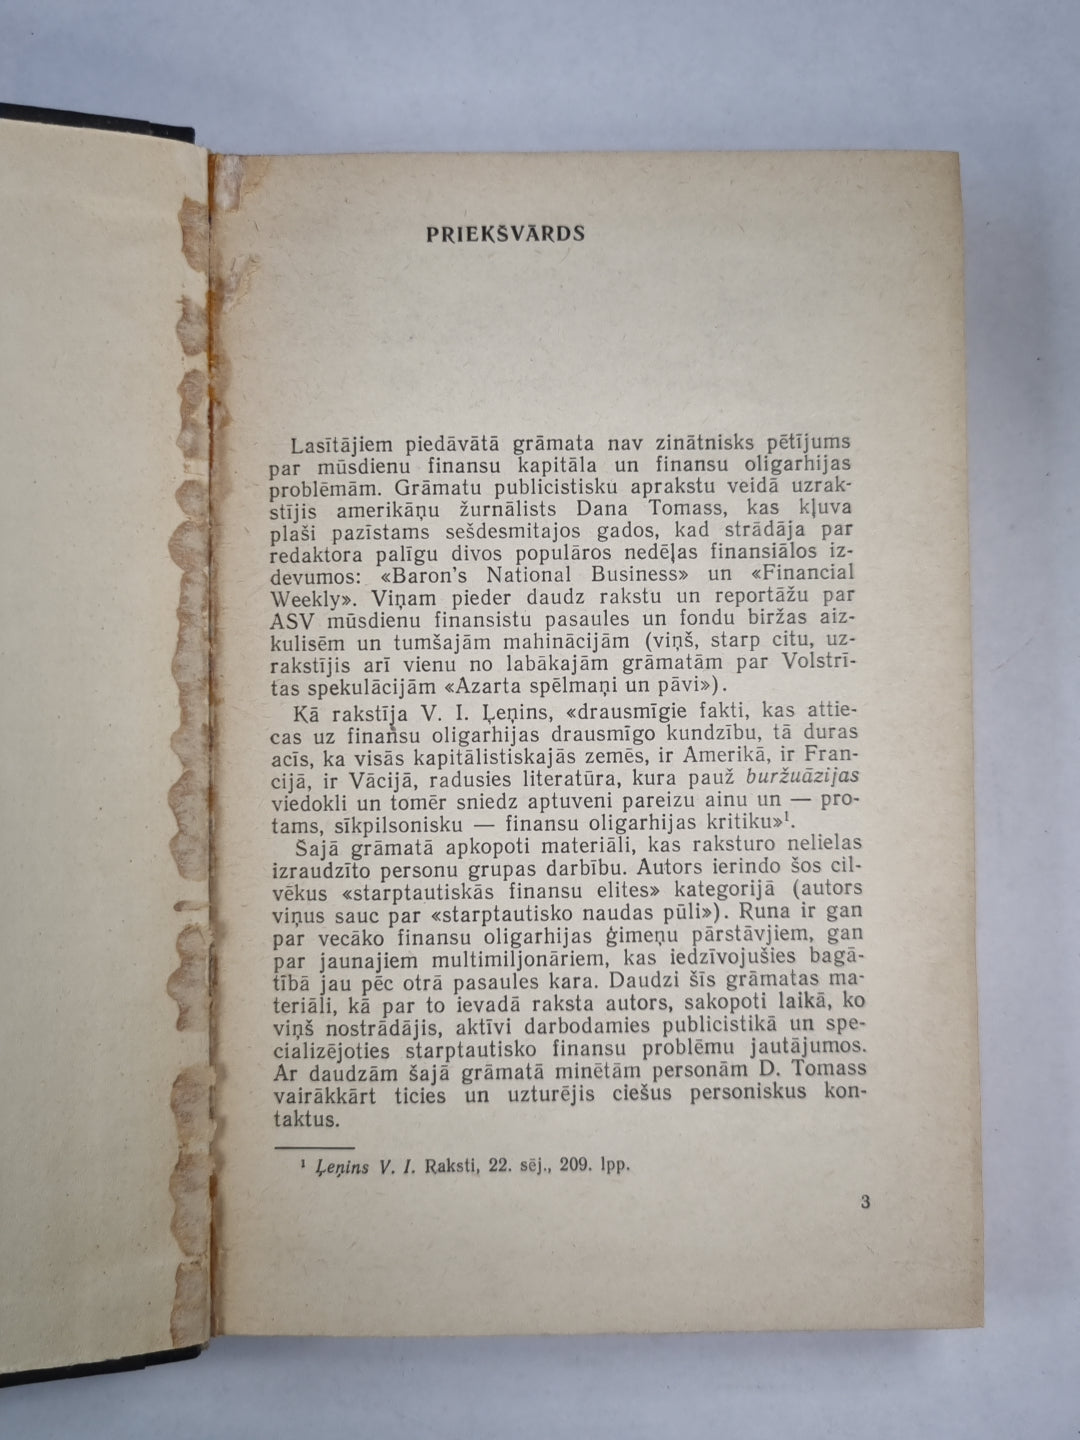 PRIEKŠVĀRDS
Lasītājiem piedāvātā grāmata nav zinātnisks pētījums
par mūsdienu finansu kapitāla un finansu oligarhijas
problēmām. Grāmatu publicistisku aprakstu veidā uzrak-
stījis amerikāņu žurnālists Dana Tomass, kas kļuva
plaši pazīstams sešdesmitajos gados, kad strādāja par
redaktora palīgu divos populāros nedēļas finansiālos iz-
devumos: «Baron's National Business» un «Financial
Weekly». Viņam pieder daudz rakstu un reportāžu par
ASV mūsdienu finansistu pasaules un fondu biržas aiz-
kulisēm un tumšajām mahinācijām (viņš, starp citu, uz-
rakstījis arī vienu no labākajām grāmatām par Volstrī-
tas spekulācijām «Azarta spēlmaņi un pāvi»).
Kā rakstīja V. I. Ļeņins, «drausmīgie fakti, kas attie-
cas uz finansu oligarhijas drausmīgo kundzību, tā duras
acīs, ka visās kapitālistiskajās zemēs, ir Amerikā, ir Fran-
cijā, ir Vācijā, radusies literatūra, kura pauž buržuāzijas
viedokli un tomēr sniedz aptuveni pareizu ainu un — pro-
tams, sīkpilsonisku — finansu oligarhijas kritiku»¹.
Šajā grāmatā apkopoti materiāli, kas raksturo nelielas
izraudzīto personu grupas darbību. Autors ierindo šos cil-
vēkus «starptautiskās finansu elites» kategorijā (autors
viņus sauc par «starptautisko naudas pūli»). Runa ir gan
par vecāko finansu oligarhijas ģimeņu pārstāvjiem, gan
par jaunajiem multimiljonāriem, kas iedzīvojušies bagā-
tībā jau pēc otrā pasaules kara. Daudzi šīs grāmatas ma-
teriāli, kā par to ievadā raksta autors, sakopoti laikā, ko
viņš nostrādājis, aktīvi darbodamies publicistikā un spe-
cializējoties starptautisko finansu problēmu jautājumos.
Ar daudzām šajā grāmatā minētām personām D. Tomass
vairākkārt ticies un uzturējis ciešus personiskus kon-
taktus.
¹ Ļeņins V. I. Raksti, 22. sēj., 209. lpp.
3